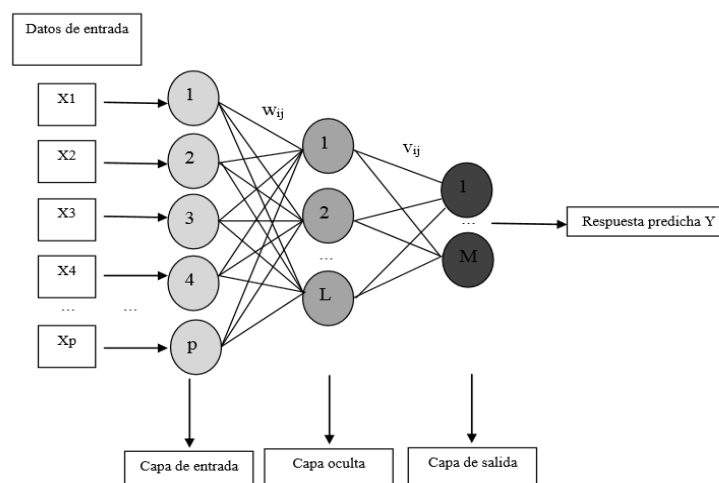 Datos de entrada
X1
X2
X3
X4
... ...
Xp
1
2
3
4
p
Wij
1
2
...
L
Vij
1
...
M
Respuesta predicha Y
Capa de entrada
Capa oculta
Capa de salida